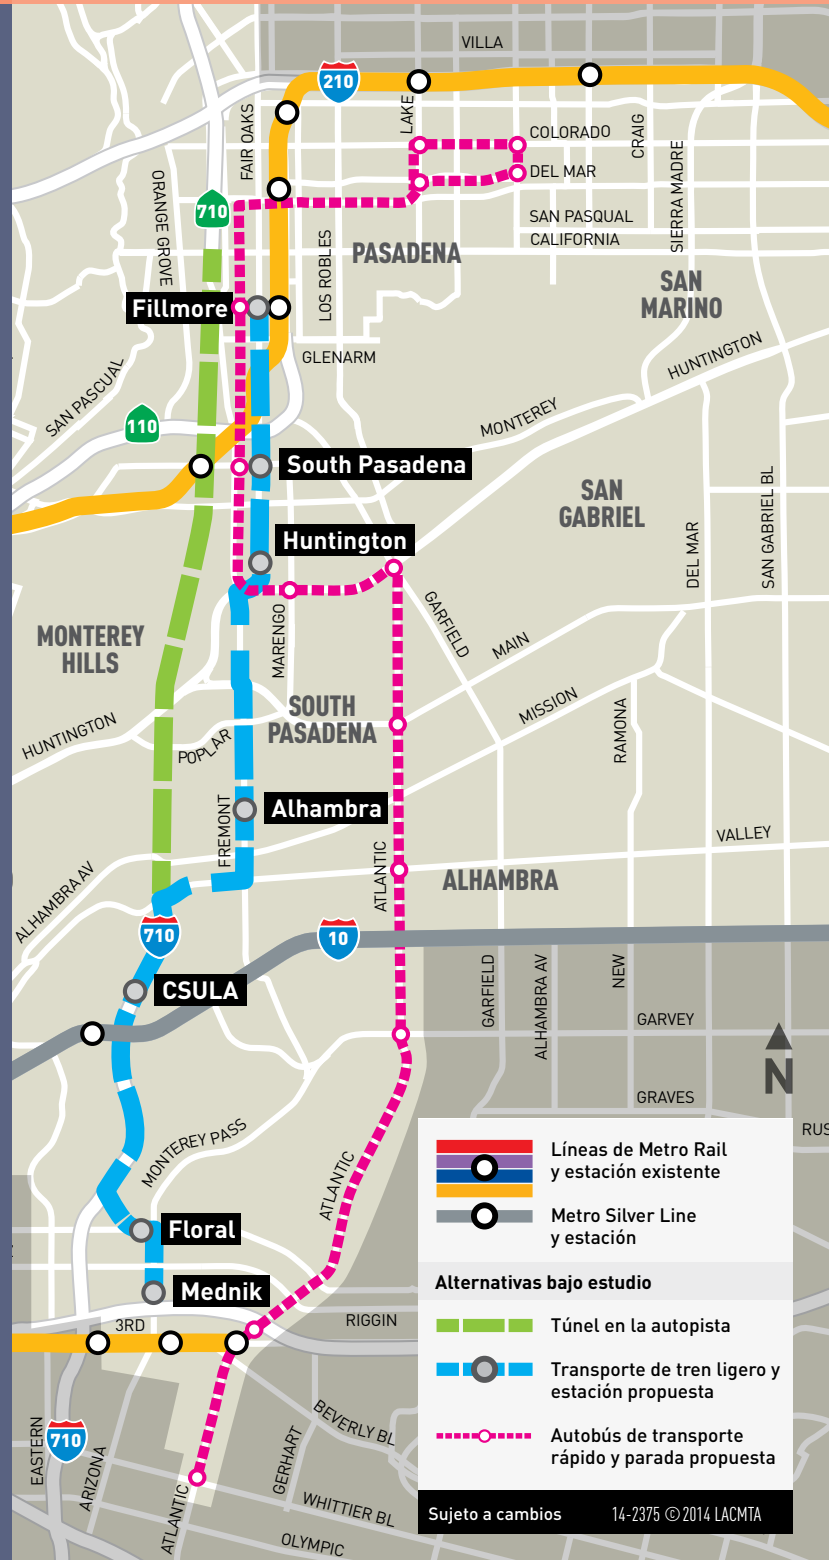 VILLA
210
LAKE
COLORADO
FAIR OAKS
CRAIG
SIERRA MADRE
DEL MAR
ORANGE GROVE
710
SAN PASQUAL
CALIFORNIA
LOS ROBLES
PASADENA
SAN
MARINO
Fillmore
GLENARM
HUNTINGTON
SAN PASCUAL
110
MONTEREY
South Pasadena
SAN
GABRIEL
SAN GABRIEL BL
DEL MAR
Huntington
GARFIELD
MARENGO
MONTEREY
HILLS
MAIN
MISSION
SOUTH
PASADENA
RAMONA
HUNTINGTON
POPLAR
Alhambra
FREMONT
VALLEY
ATLANTIC
ALHAMBRA
ALHAMBRA AV
710
10
CSULA
GARFIELD
ALHAMBRA AV
NEW
GARVEY
N
GRAVES
RUS
MONTEREY PASS
ATLANTIC
Floral
Mednik
3RD
RIGGIN
EASTERN
710
ARIZONA
ATLANTIC
GERHART
BEVERLY BL
WHITTIER BL
OLYMPIC
Líneas de Metro Rail
y estación existente
Metro Silver Line
y estación
Alternativas bajo estudio
Túnel en la autopista
Transporte de tren ligero y
estación propuesta
Autobús de transporte
rápido y parada propuesta
Sujeto a cambios 14-2375 © 2014 LACMTA